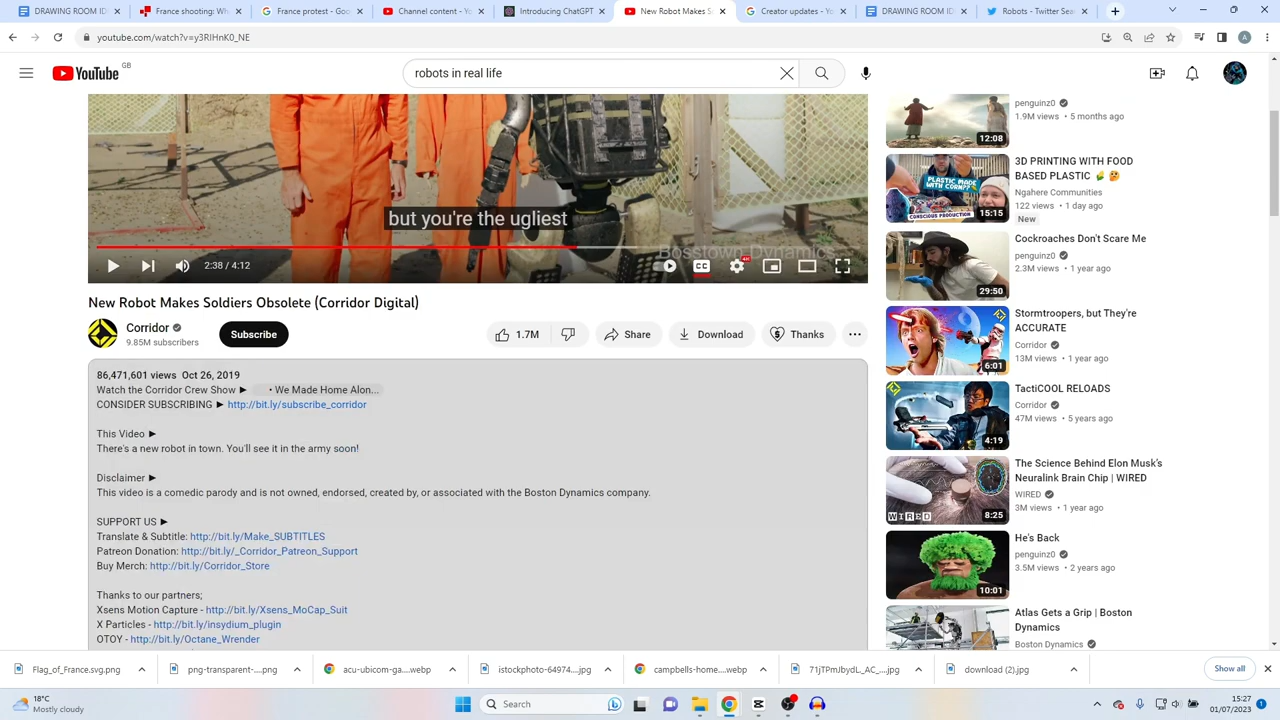 DRAWING ROOM ID
France shooting: Wh
France protest - Goo
Channel content - Yo
Introducing ChatGPT
New Robot Makes S
Creator updates - Yo
DRAWING ROOM ID
Robots - Twitter Sea
youtube.com/watch?v=y3RIHnK0_NE
A
YouTube GB
robots in real life
but you're the ugliest
Bosstown Dynamics
2:38 / 4:12
CC
New Robot Makes Soldiers Obsolete (Corridor Digital)
Corridor
9.85M subscribers
Subscribe
1.7M
Share
Download
Thanks
86,471,601 views Oct 26, 2019
Watch the Corridor Crew Show ► • We Made Home Alon...
CONSIDER SUBSCRIBING ► http://bit.ly/subscribe_corridor
This Video ►
There's a new robot in town. You'll see it in the army soon!
Disclaimer ►
This video is a comedic parody and is not owned, endorsed, created by, or associated with the Boston Dynamics company.
SUPPORT US ►
Translate & Subtitle: http://bit.ly/Make_SUBTITLES
Patreon Donation: http://bit.ly/_Corridor_Patreon_Support
Buy Merch: http://bit.ly/Corridor_Store
Thanks to our partners;
Xsens Motion Capture - http://bit.ly/Xsens_MoCap_Suit
X Particles - http://bit.ly/insydium_plugin
OTOY - http://bit.ly/Octane_Wrender
12:08
penguinz0
1.9M views • 5 months ago
PLASTIC MADE
WITH CORN??
CONSCIOUS PRODUCTION
15:15
3D PRINTING WITH FOOD
BASED PLASTIC
Ngahere Communities
122 views • 1 day ago
New
29:50
Cockroaches Don't Scare Me
penguinz0
2.3M views • 1 year ago
6:01
Stormtroopers, but They're
ACCURATE
Corridor
13M views • 1 year ago
4:19
TactiCOOL RELOADS
Corridor
47M views • 5 years ago
WIRED
8:25
The Science Behind Elon Musk's
Neuralink Brain Chip | WIRED
WIRED
3M views • 1 year ago
10:01
He's Back
penguinz0
3.5M views • 2 years ago
Atlas Gets a Grip | Boston
Dynamics
Boston Dynamics
Flag_of_France.svg.png
png-transparent-....png
acu-ubicom-ga....webp
istockphoto-64974....jpg
campbells-home....webp
71jTPmJbydL_AC_....jpg
download (2).jpg
Show all
18°C
Mostly cloudy
Search
15:27
01/07/2023